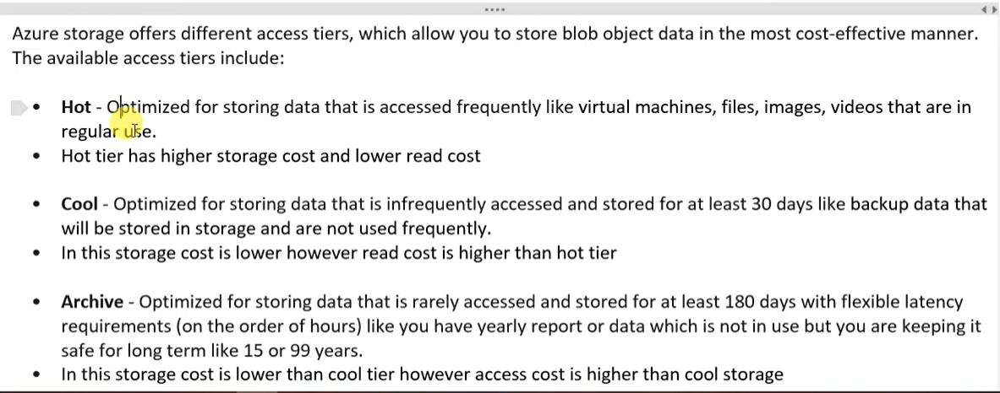 Azure storage offers different access tiers, which allow you to store blob object data in the most cost-effective manner.
The available access tiers include:
• Hot - Optimized for storing data that is accessed frequently like virtual machines, files, images, videos that are in
regular use.
• Hot tier has higher storage cost and lower read cost
• Cool - Optimized for storing data that is infrequently accessed and stored for at least 30 days like backup data that
will be stored in storage and are not used frequently.
• In this storage cost is lower however read cost is higher than hot tier
• Archive - Optimized for storing data that is rarely accessed and stored for at least 180 days with flexible latency
requirements (on the order of hours) like you have yearly report or data which is not in use but you are keeping it
safe for long term like 15 or 99 years.
• In this storage cost is lower than cool tier however access cost is higher than cool storage